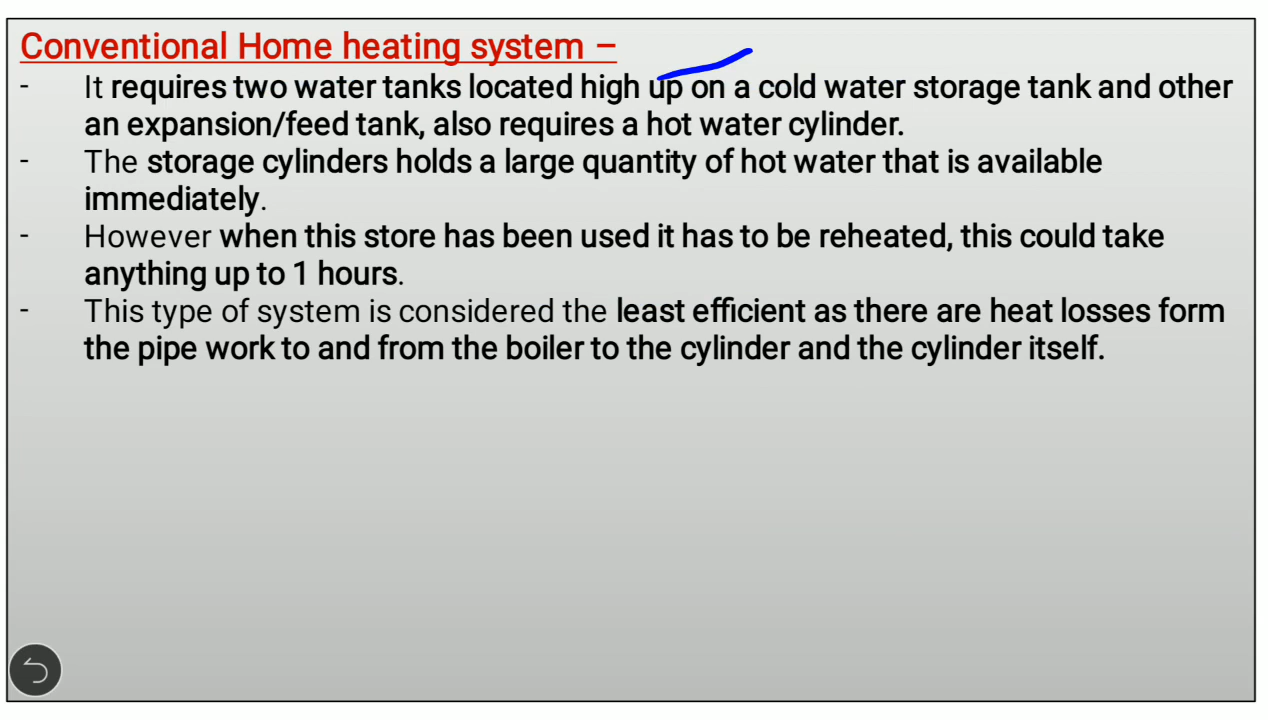 Conventional Home heating system –
- It requires two water tanks located high up on a cold water storage tank and other
an expansion/feed tank, also requires a hot water cylinder.
- The storage cylinders holds a large quantity of hot water that is available
immediately.
- However when this store has been used it has to be reheated, this could take
anything up to 1 hours.
- This type of system is considered the least efficient as there are heat losses form
the pipe work to and from the boiler to the cylinder and the cylinder itself.